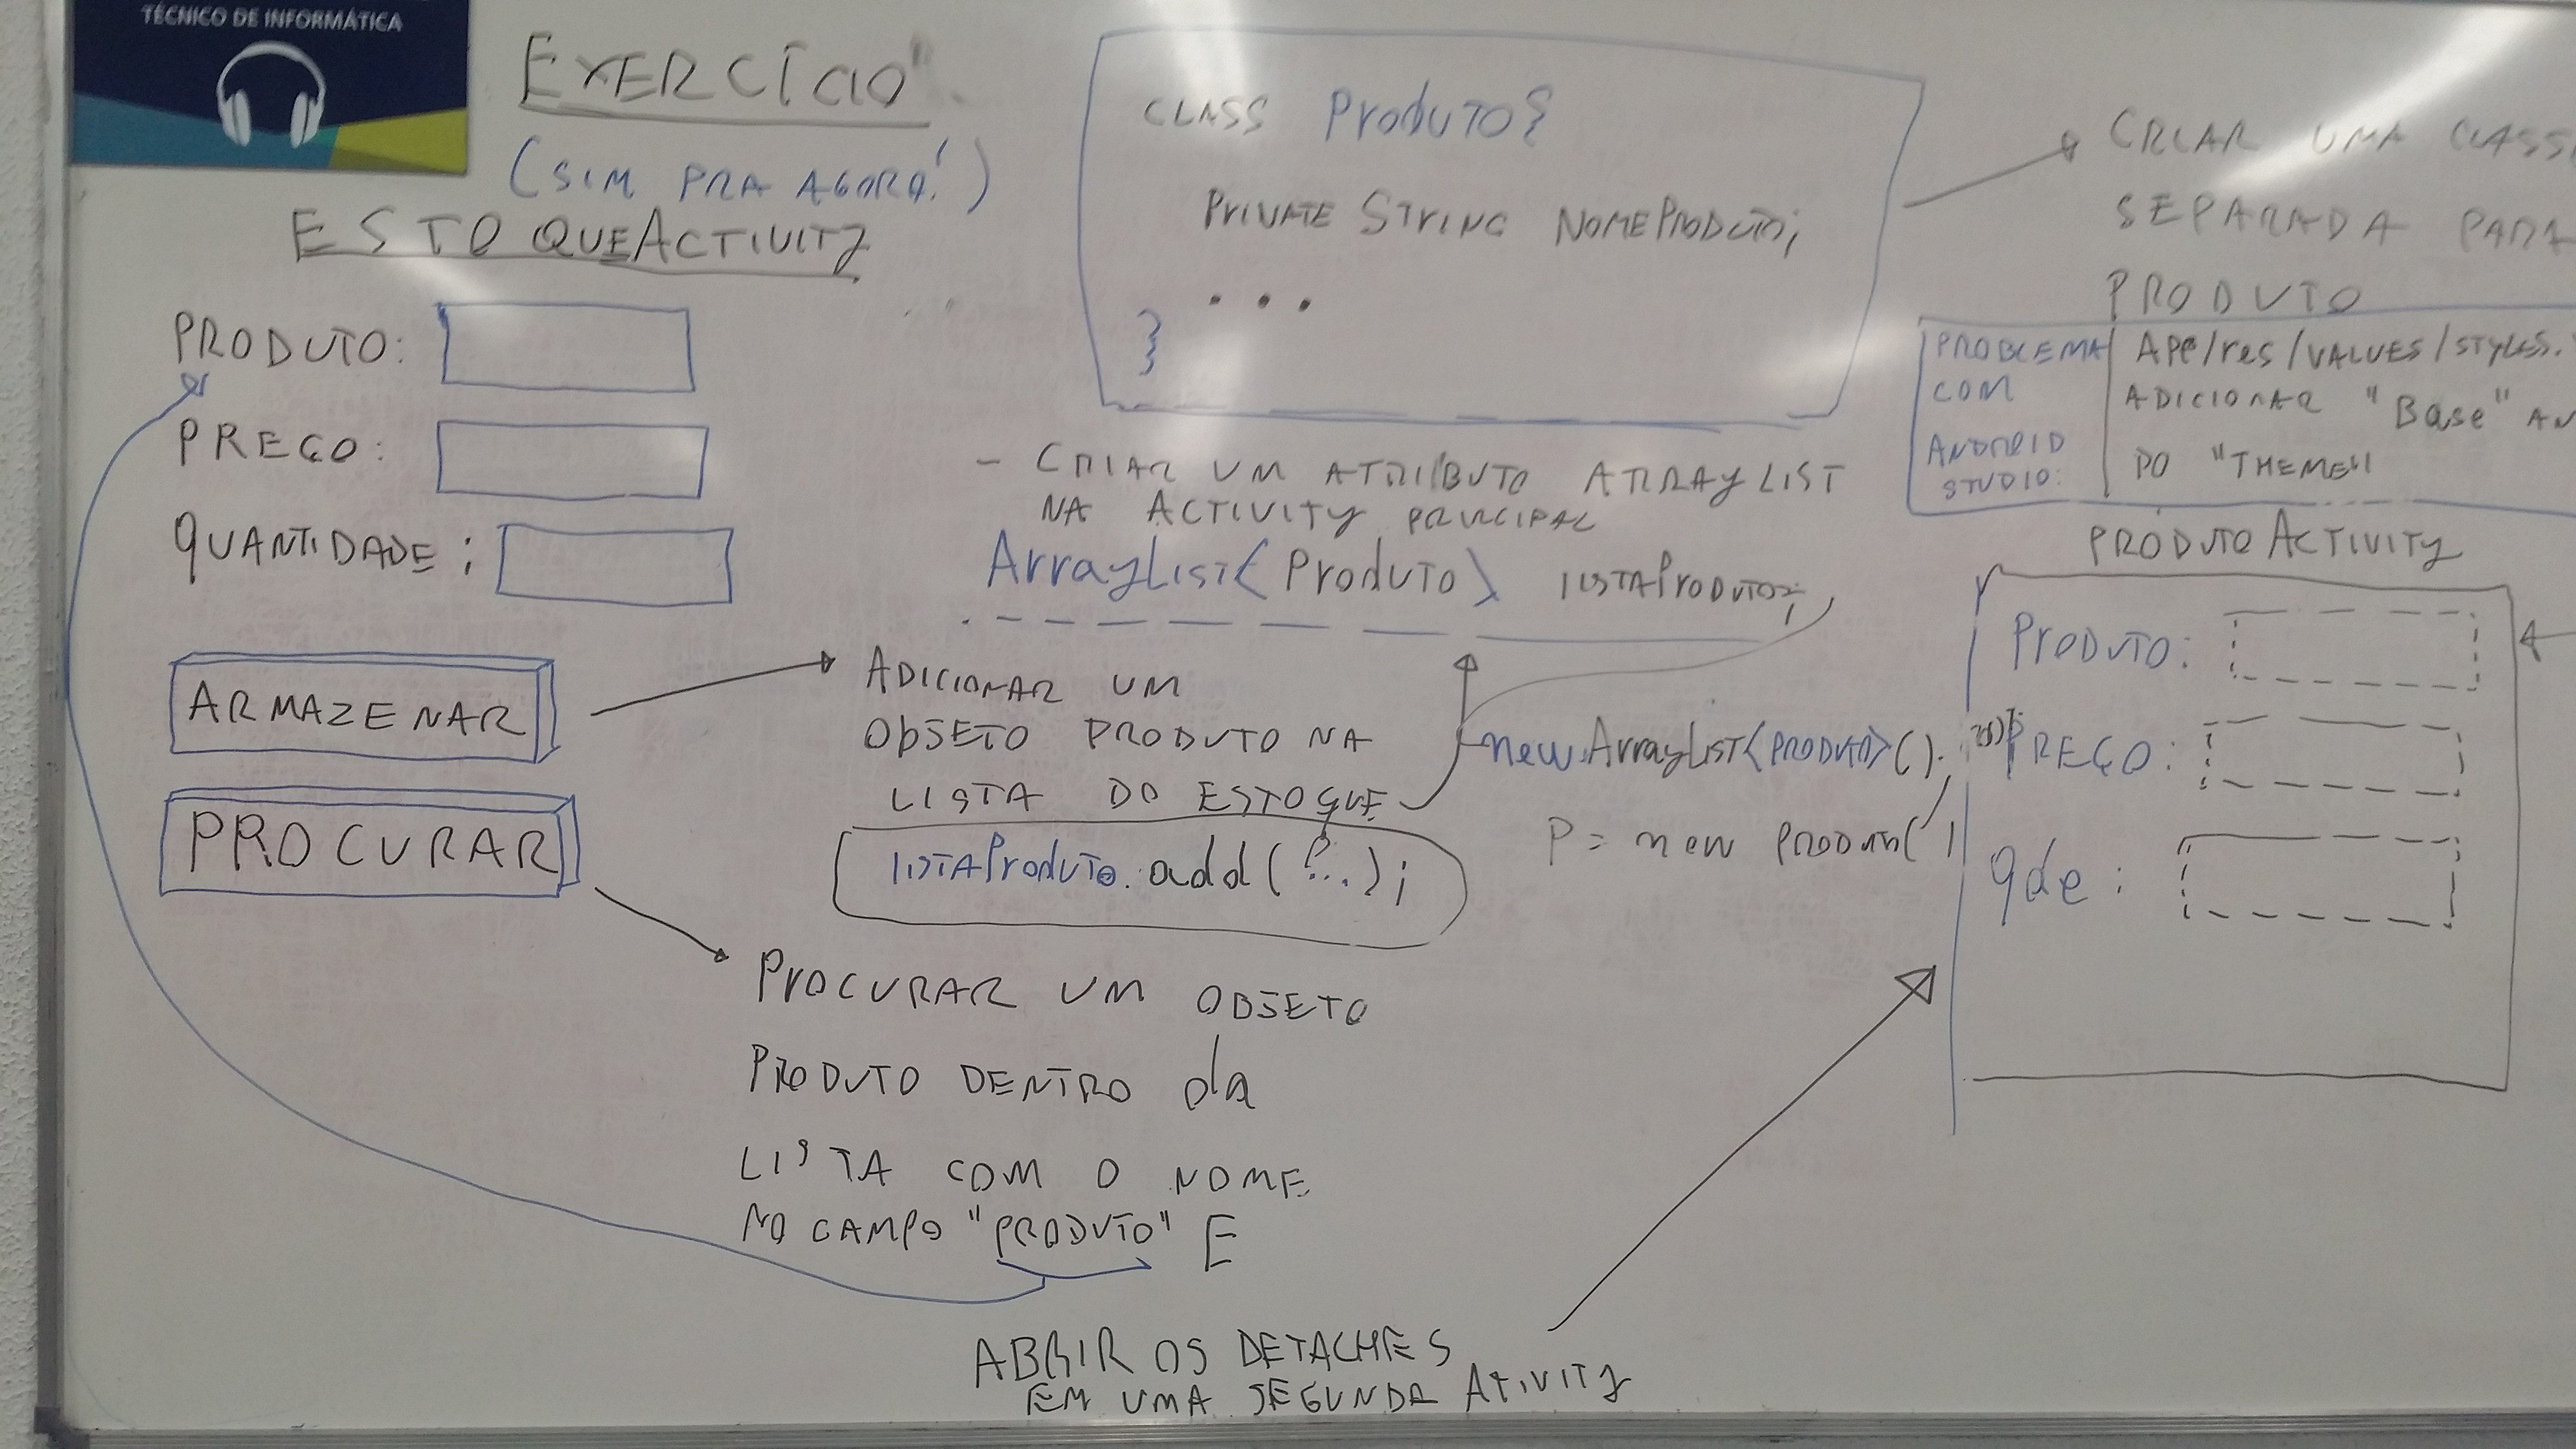 TÉCNICO DE INFORMÁTICA
EXERCÍCIO
(SIM PRA AGORA!)
ESTOQUEACTIVITY
PRODUTO:
PREÇO:
QUANTIDADE:
ARMAZENAR
PROCURAR
CLASS Produto{
PRIVATE STRING NOMEPRODUTO;
...
}
CRIAR UMA CLASS
SEPARADA PARA
PRODUTO
PROBLEMA
COM
ANDROID
STUDIO:
APP/res/VALUES/STYLES.
ADICIONAR "Base" AN
DO "THEME"
- CRIAR UM ATRIBUTO ARRAYLIST
NA ACTIVITY PRINCIPAL
ArrayList<Produto> LISTAPRODUTO;
ADICIONAR UM
OBJETO PRODUTO NA
LISTA DO ESTOQUE
LISTAProduto.add(P...);
new ArrayList<PRODUTO>();
P = new PRODUTO(
PROCURAR UM OBJETO
PRODUTO DENTRO da
LISTA COM O NOME
NO CAMPO "PRODUTO" E
ABRIR OS DETALHES
EM UMA SEGUNDA ATIVITY
PRODUTO ACTIVITY
PRODUTO:
PREÇO:
qde: